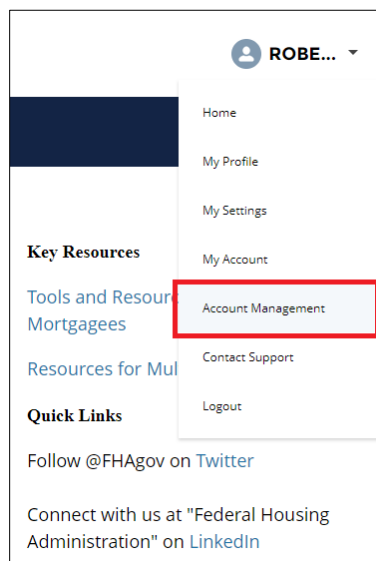 ROBE...
Home
My Profile
My Settings
My Account
Account Management
Contact Support
Logout
Key Resources
Tools and Resourc
Mortgagees
Resources for Mul
Quick Links
Follow @FHAgov on Twitter
Connect with us at "Federal Housing
Administration" on LinkedIn